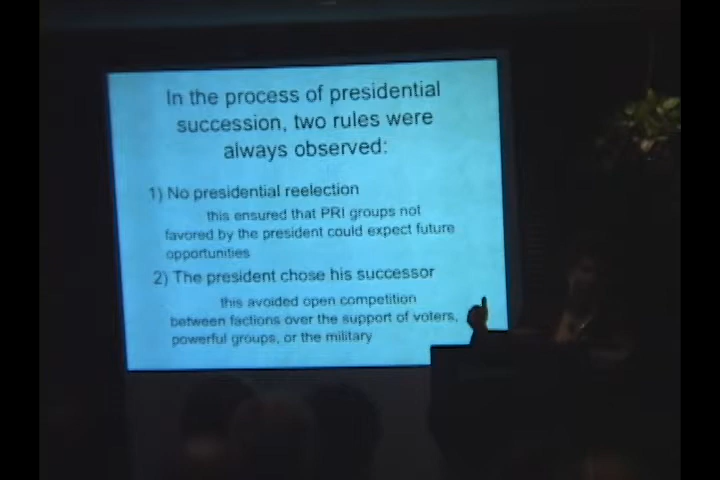 In the process of presidential
succession, two rules were
always observed:
1) No presidential reelection
this ensured that PRI groups not
favored by the president could expect future
opportunities
2) The president chose his successor
this avoided open competition
between factions over the support of voters,
powerful groups, or the military